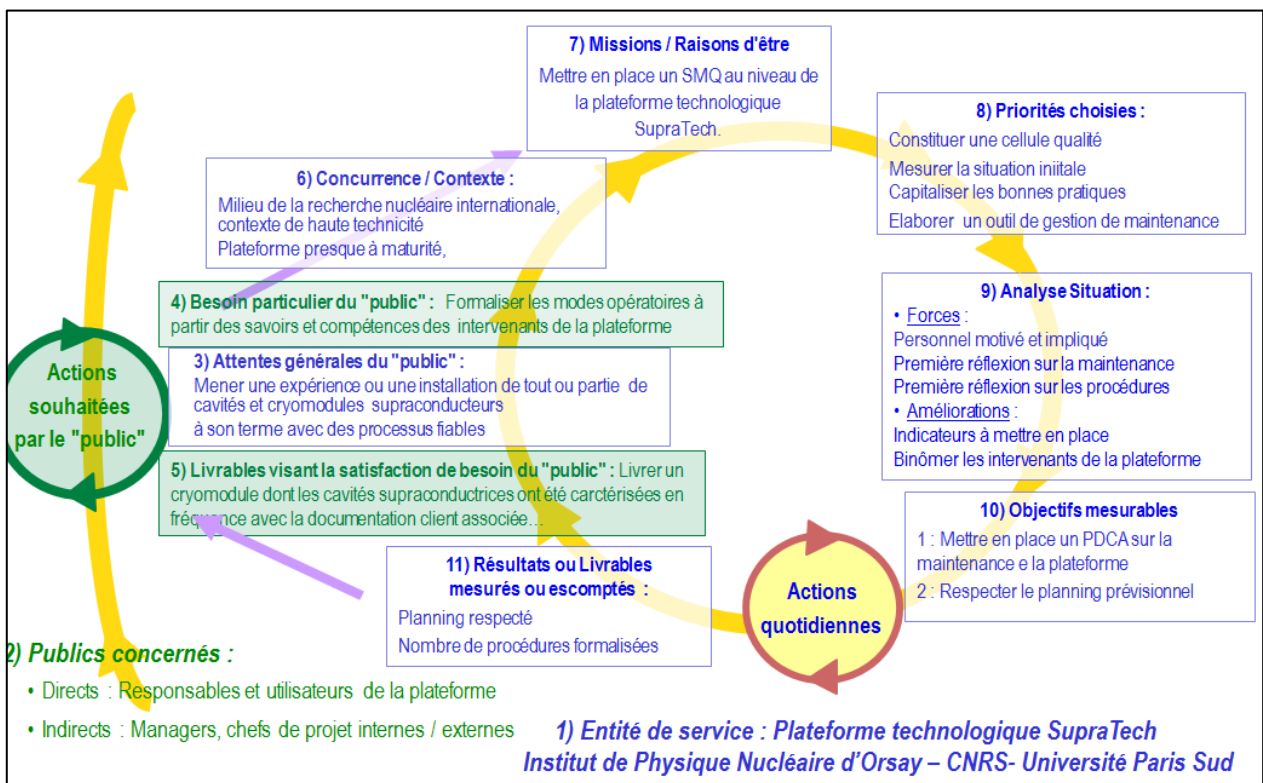 7) Missions / Raisons d'être
Mettre en place un SMQ au niveau de
la plateforme technologique
SupraTech.
8) Priorités choisies :
Constituer une cellule qualité
Mesurer la situation iniitale
Capitaliser les bonnes pratiques
Elaborer un outil de gestion de maintenance
6) Concurrence / Contexte :
Milieu de la recherche nucléaire internationale,
contexte de haute technicité
Plateforme presque à maturité,
4) Besoin particulier du "public" : Formaliser les modes opératoires à
partir des savoirs et compétences des intervenants de la plateforme
3) Attentes générales du "public" :
Mener une expérience ou une installation de tout ou partie de
cavités et cryomodules supraconducteurs
à son terme avec des processus fiables
5) Livrables visant la satisfaction de besoin du "public" : Livrer un
cryomodule dont les cavités supraconductrices ont été carctérisées en
fréquence avec la documentation client associée…
Actions
souhaitées
par le "public"
9) Analyse Situation :
• Forces :
Personnel motivé et impliqué
Première réflexion sur la maintenance
Première réflexion sur les procédures
• Améliorations :
Indicateurs à mettre en place
Binômer les intervenants de la plateforme
10) Objectifs mesurables
1 : Mettre en place un PDCA sur la
maintenance e la plateforme
2 : Respecter le planning prévisionnel
11) Résultats ou Livrables
mesurés ou escomptés :
Planning respecté
Nombre de procédures formalisées
Actions
quotidiennes
2) Publics concernés :
• Directs : Responsables et utilisateurs de la plateforme
• Indirects : Managers, chefs de projet internes / externes
1) Entité de service : Plateforme technologique SupraTech
Institut de Physique Nucléaire d'Orsay – CNRS- Université Paris Sud